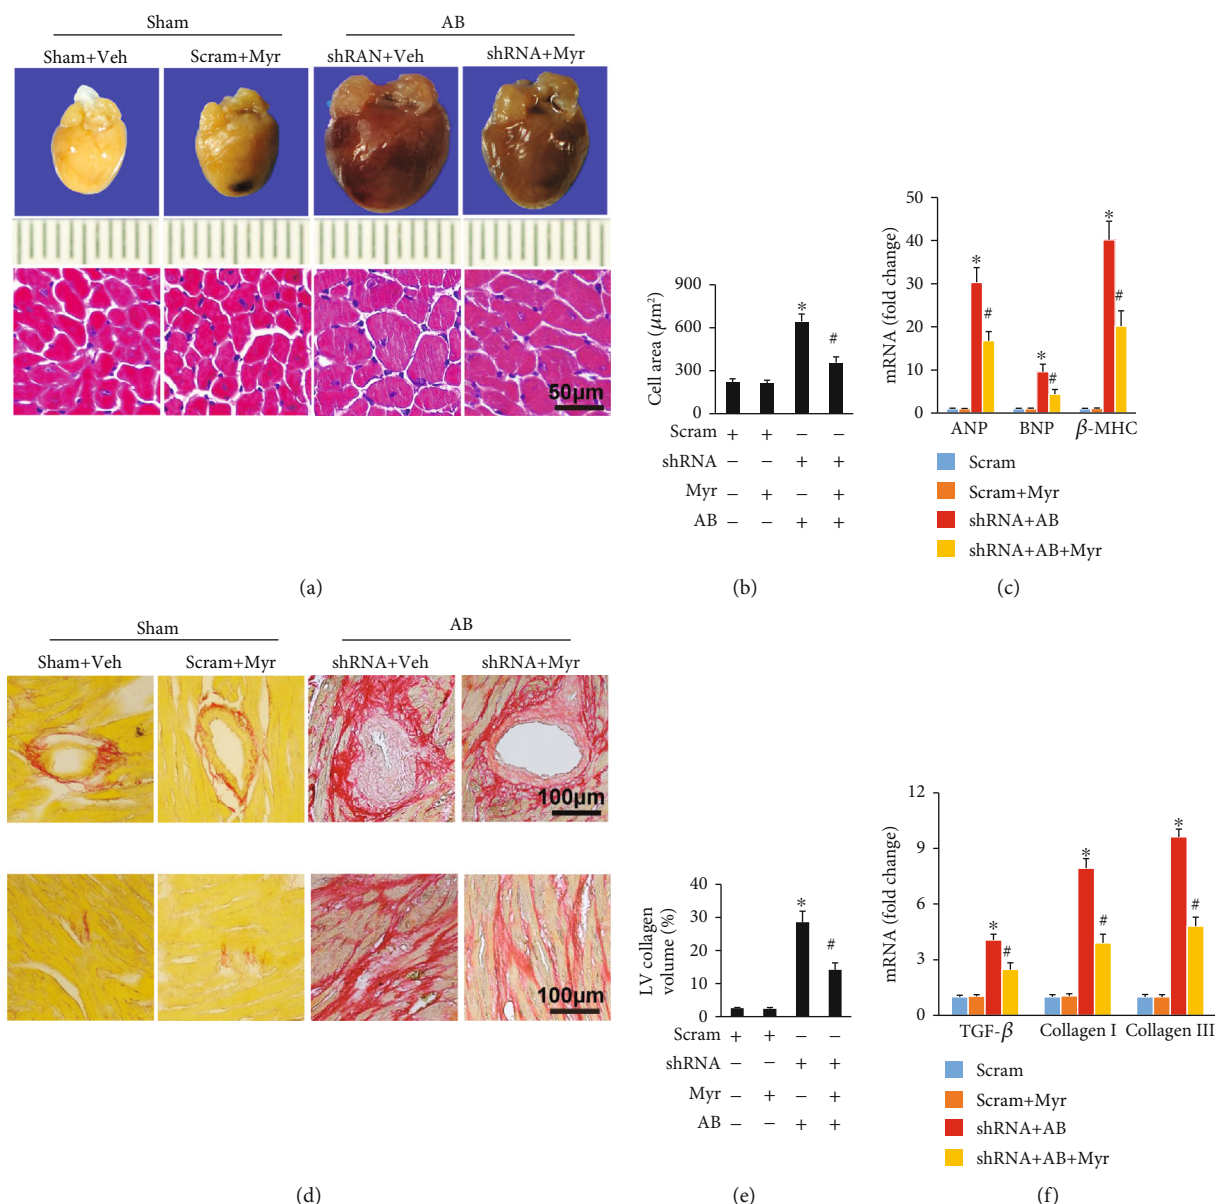 Sham
AB
Sham+Veh
Scram+Myr
shRAN+Veh
shRNA+Myr
50µm
(a)
900
600
300
0
Cell area (µm²)
*
#
Scram + + − −
shRNA − − + +
Myr − + − +
AB − − + +
(b)
50
40
30
20
10
0
mRNA (fold change)
*
#
*
#
*
#
ANP
BNP
β-MHC
Scram
Scram+Myr
shRNA+AB
shRNA+AB+Myr
(c)
Sham
AB
Sham+Veh
Scram+Myr
shRNA+Veh
shRNA+Myr
100µm
100µm
(d)
40
30
20
10
0
LV collagen
volume (%)
*
#
Scram + + − −
shRNA − − + +
Myr − + − +
AB − − + +
(e)
12
9
6
3
0
mRNA (fold change)
*
#
*
#
*
#
TGF-β
Collagen I
Collagen III
Scram
Scram+Myr
shRNA+AB
shRNA+AB+Myr
(f)